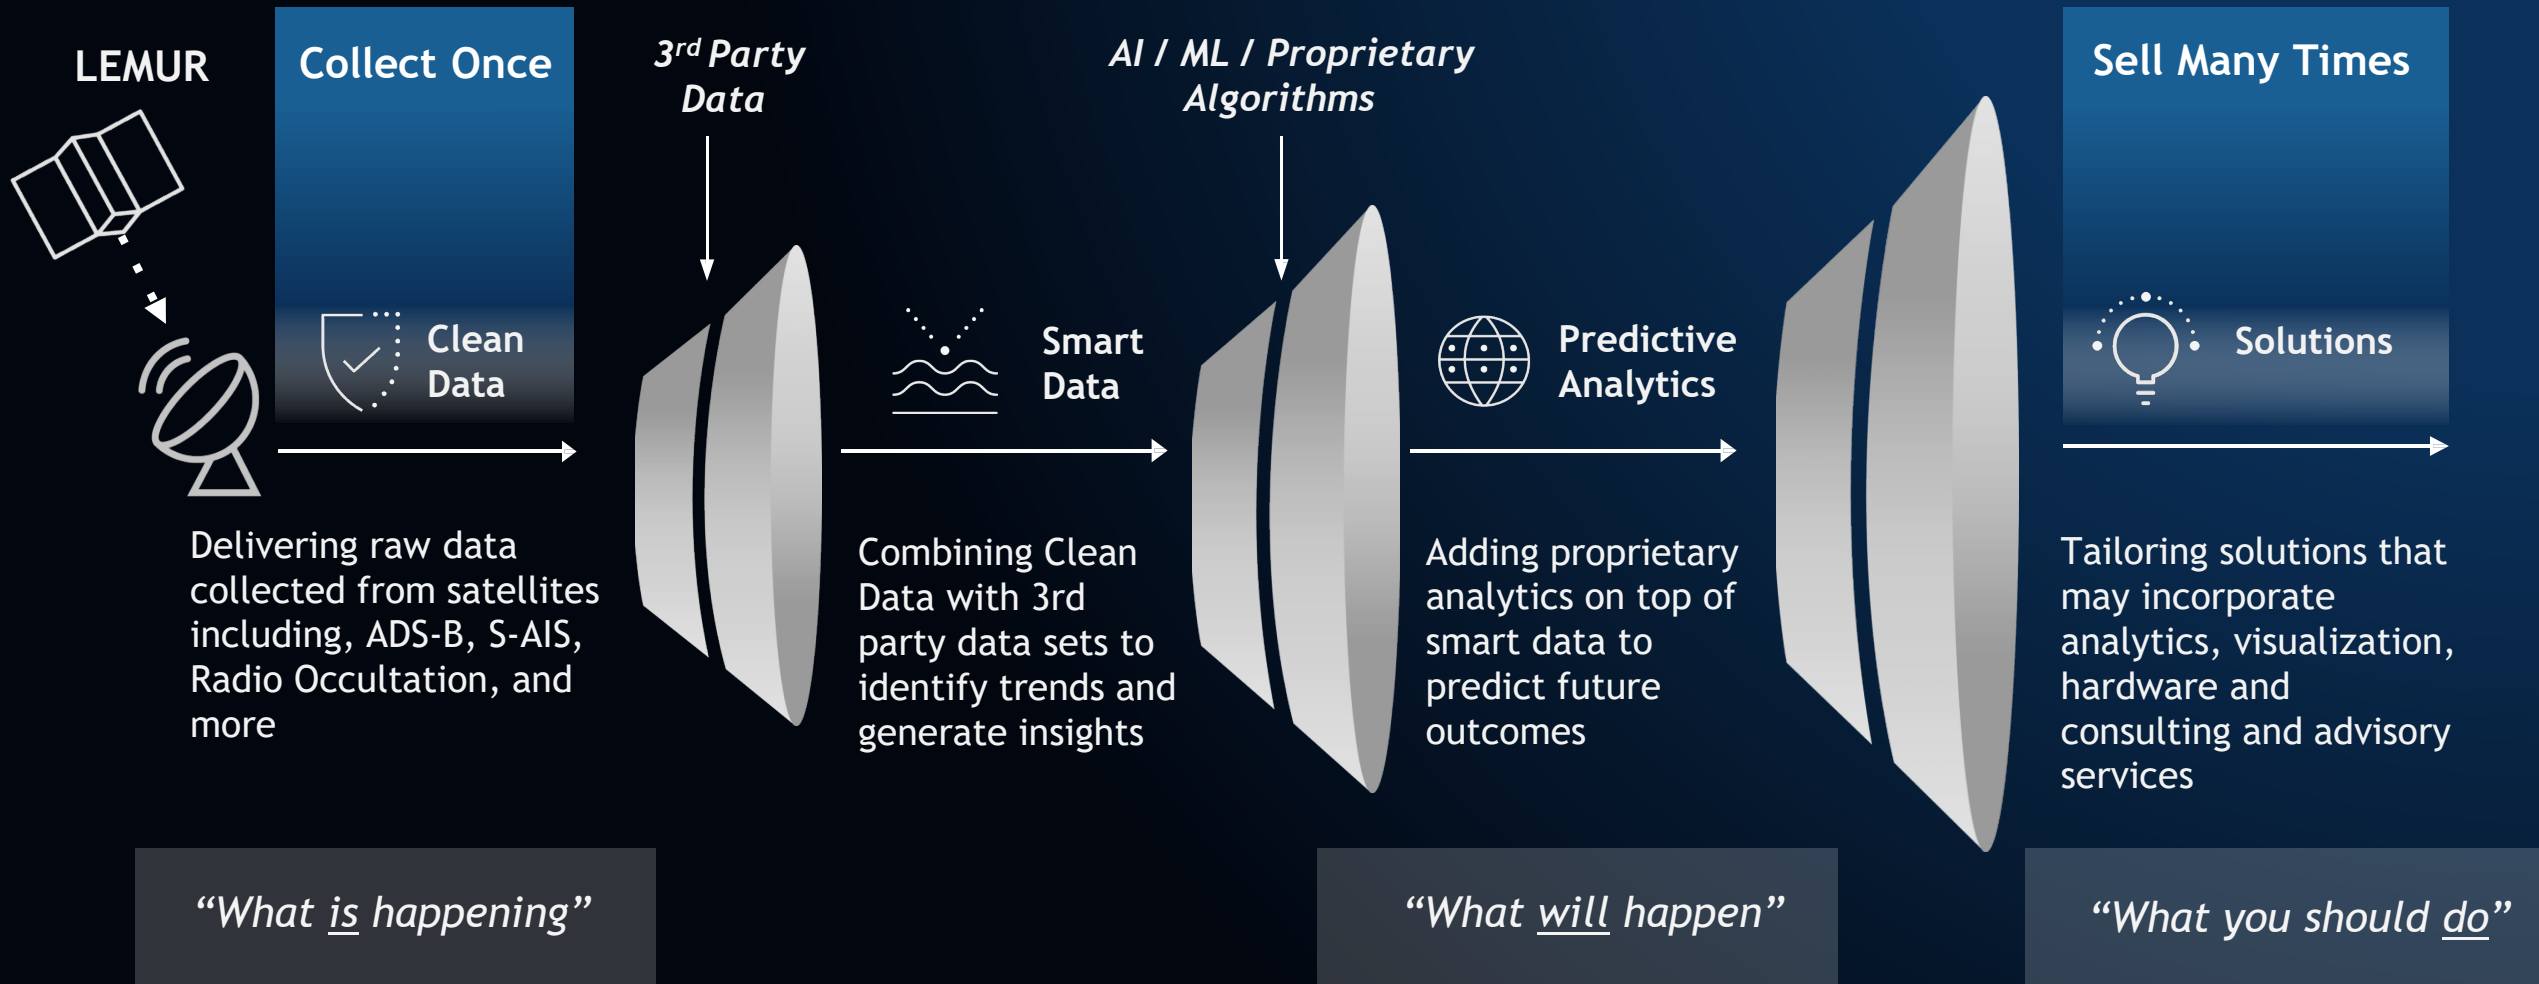 LEMUR
Collect Once
3rd Party
Data
AI / ML / Proprietary
Algorithms
Sell Many Times
Clean
Data
Smart
Data
Predictive
Analytics
Solutions
Delivering raw data
collected from satellites
including, ADS-B, S-AIS,
Radio Occultation, and
more
Combining Clean
Data with 3rd
party data sets to
identify trends and
generate insights
Adding proprietary
analytics on top of
smart data to
predict future
outcomes
Tailoring solutions that
may incorporate
analytics, visualization,
hardware and
consulting and advisory
services
“What is happening”
“What will happen”
“What you should do”